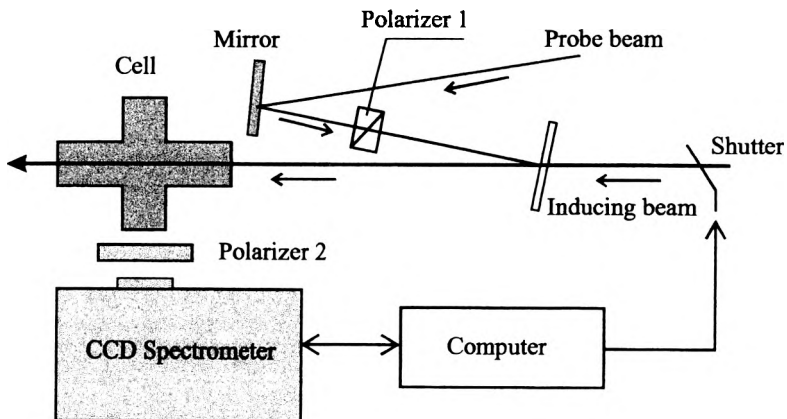 Polarizer 1
Mirror
Probe beam
Cell
Shutter
Inducing beam
Polarizer 2
CCD Spectrometer
Computer